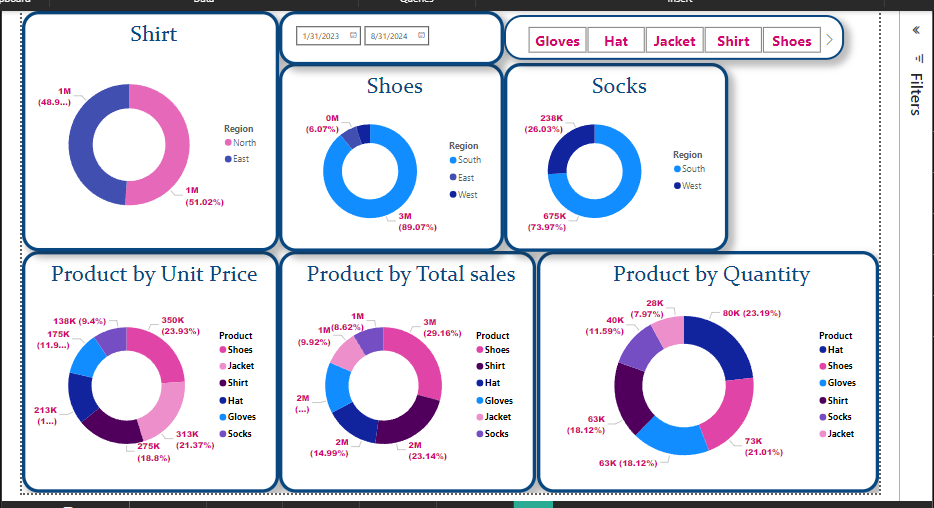 Data
Queries
Insert
Shirt
1M
(48.9...)
1M
(51.02%)
Region
North
East
1/31/2023
8/31/2024
Gloves
Hat
Jacket
Shirt
Shoes
Filters
Shoes
0M
(6.07%)
3M
(89.07%)
Region
South
East
West
Socks
238K
(26.03%)
675K
(73.97%)
Region
South
West
Product by Unit Price
138K (9.4%)
350K
(23.93%)
175K
(11.9...)
213K
(1...)
313K
(21.37%)
275K
(18.8%)
Product
Shoes
Jacket
Shirt
Hat
Gloves
Socks
Product by Total sales
1M
(8.62%)
1M
(9.92%)
3M
(29.16%)
2M
(...)
2M
(14.99%)
2M
(23.14%)
Product
Shoes
Shirt
Hat
Gloves
Jacket
Socks
Product by Quantity
28K
(7.97%)
80K (23.19%)
40K
(11.59%)
63K
(18.12%)
63K (18.12%)
73K
(21.01%)
Product
Hat
Shoes
Gloves
Shirt
Socks
Jacket